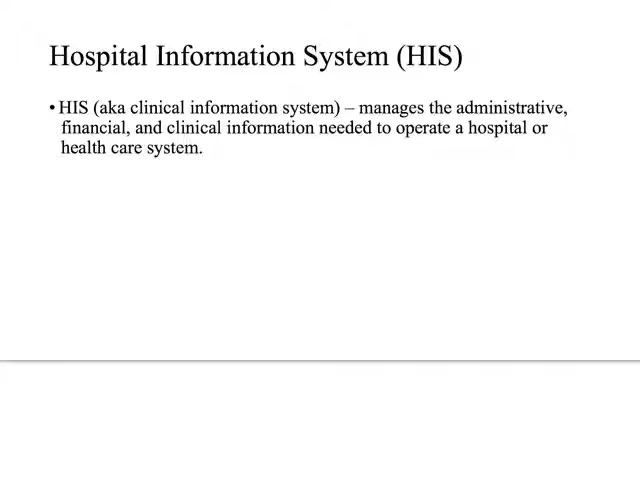 Hospital Information System (HIS)
• HIS (aka clinical information system) – manages the administrative,
financial, and clinical information needed to operate a hospital or
health care system.